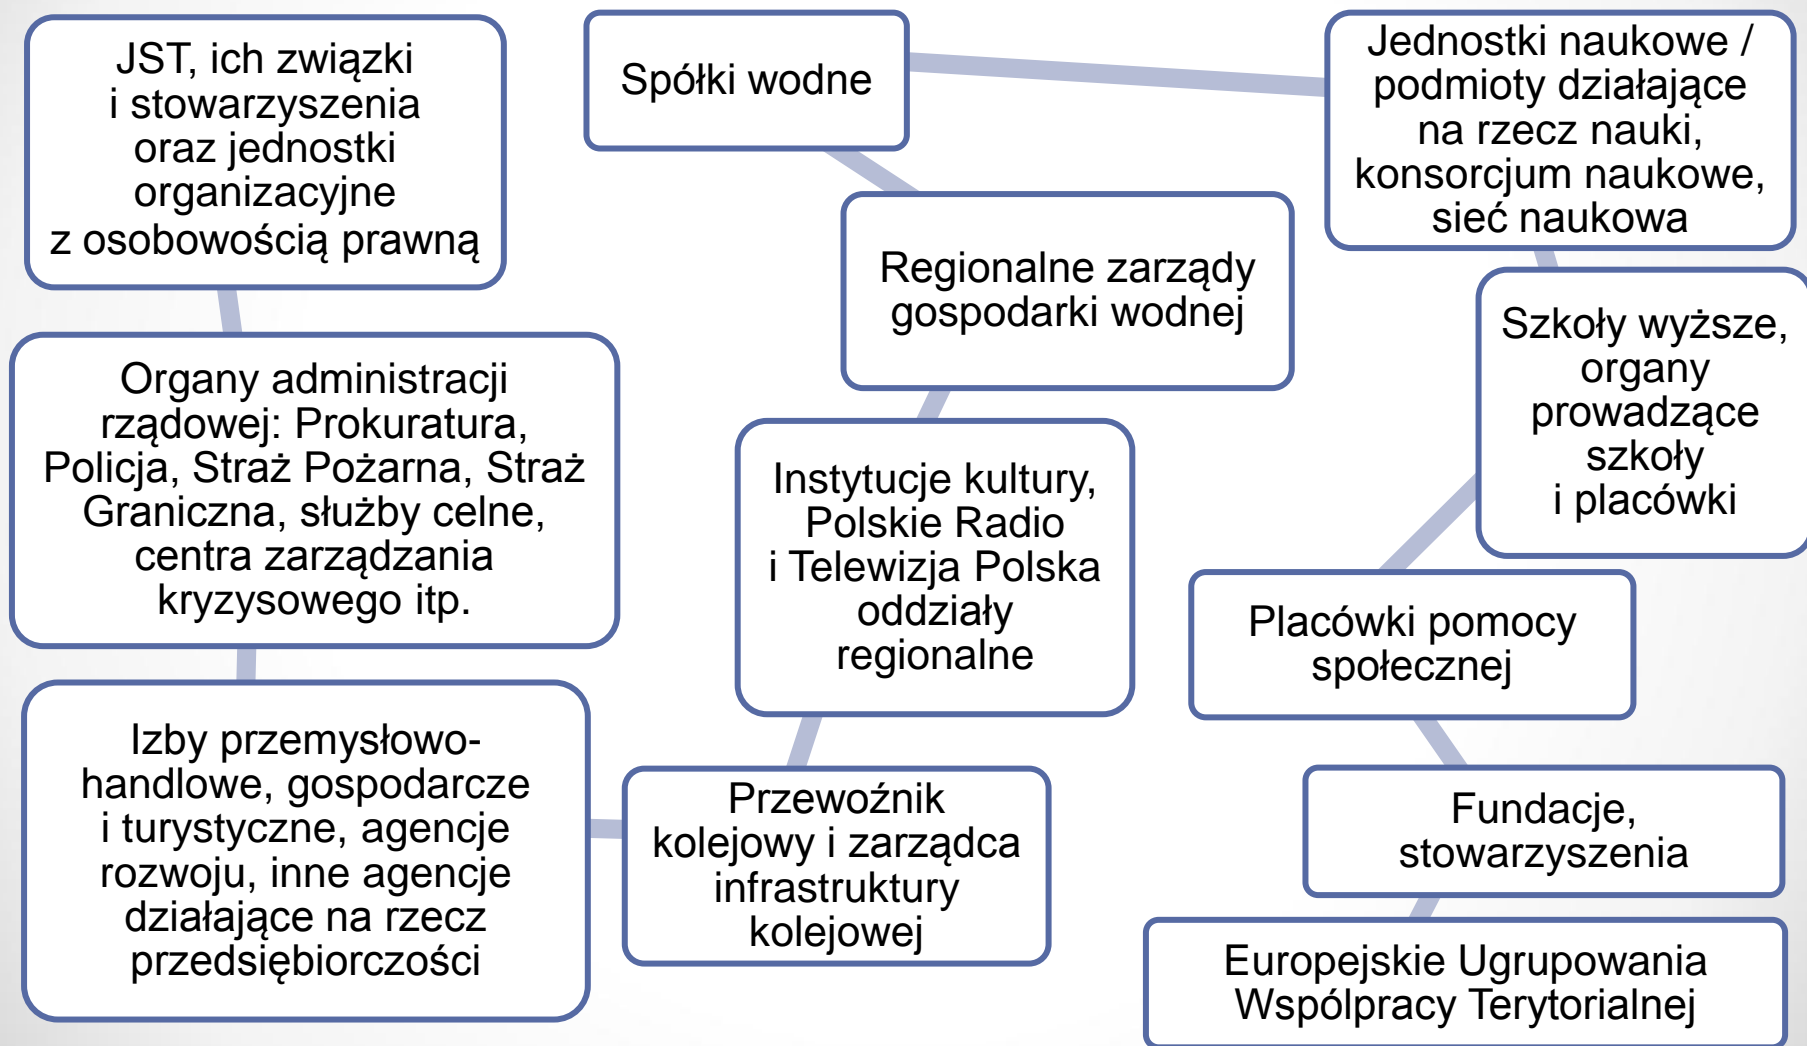 JST, ich związki
i stowarzyszenia
oraz jednostki
organizacyjne
z osobowością prawną
Organy administracji
rządowej: Prokuratura,
Policja, Straż Pożarna, Straż
Graniczna, służby celne,
centra zarządzania
kryzysowego itp.
Izby przemysłowo-
handlowe, gospodarcze
i turystyczne, agencje
rozwoju, inne agencje
działające na rzecz
przedsiębiorczości
Przewoźnik
kolejowy i zarządca
infrastruktury
kolejowej
Instytucje kultury,
Polskie Radio
i Telewizja Polska
oddziały
regionalne
Regionalne zarządy
gospodarki wodnej
Spółki wodne
Jednostki naukowe /
podmioty działające
na rzecz nauki,
konsorcjum naukowe,
sieć naukowa
Szkoły wyższe,
organy
prowadzące
szkoły
i placówki
Placówki pomocy
społecznej
Fundacje,
stowarzyszenia
Europejskie Ugrupowania
Wspólpracy Terytorialnej